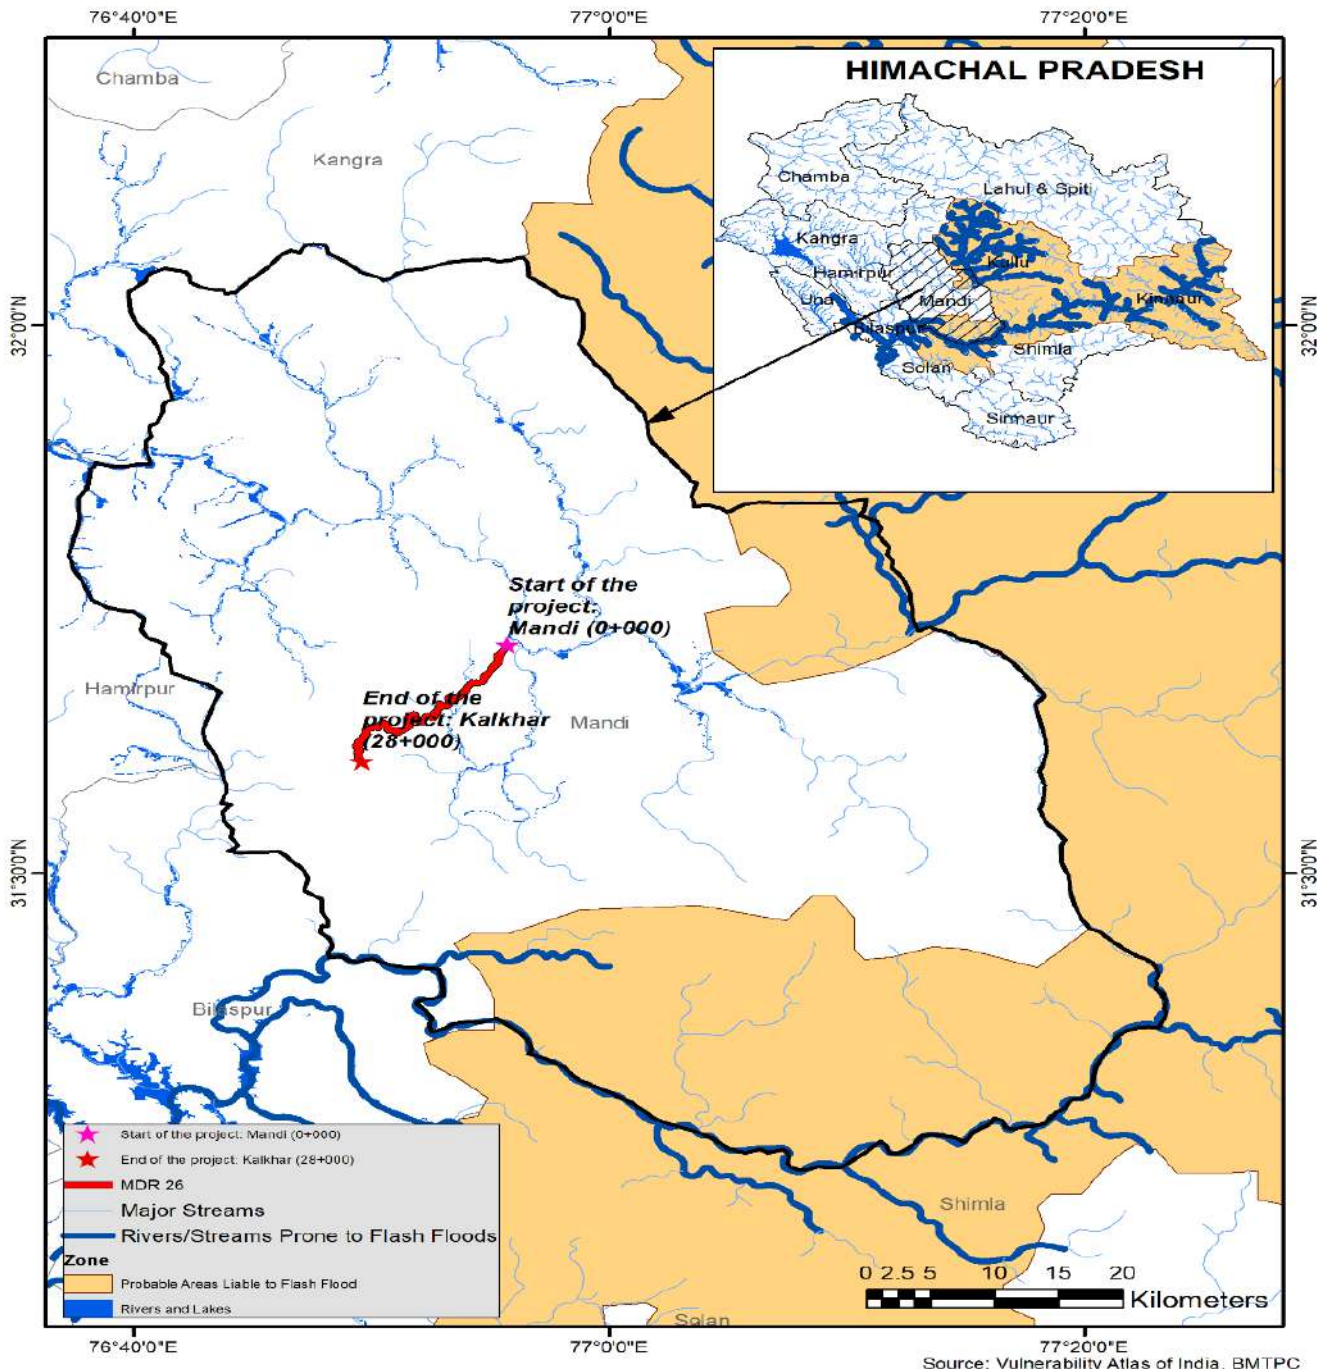 76°40'0"E
77°0'0"E
77°20'0"E
HIMACHAL PRADESH
Chamba
Lahul & Spiti
Kangra
Kullu
Hamirpur
Kinnaur
Una
Mandi
Bilaspur
Shimla
Solan
Sirmaur
Chamba
Kangra
32°0'0"N
32°0'0"N
Start of the
project:
Mandi (0+000)
Hamirpur
End of the
project: Kalkhar
(28+000)
Mandi
31°30'0"N
31°30'0"N
Bilaspur
Shimla
Solan
Start of the project: Mandi (0+000)
End of the project: Kalkhar (28+000)
MDR 26
Major Streams
Rivers/Streams Prone to Flash Floods
Zone
Probable Areas Liable to Flash Flood
Rivers and Lakes
0 2.5 5 10 15 20
Kilometers
76°40'0"E
77°0'0"E
77°20'0"E
Source: Vulnerability Atlas of India. BMTPC